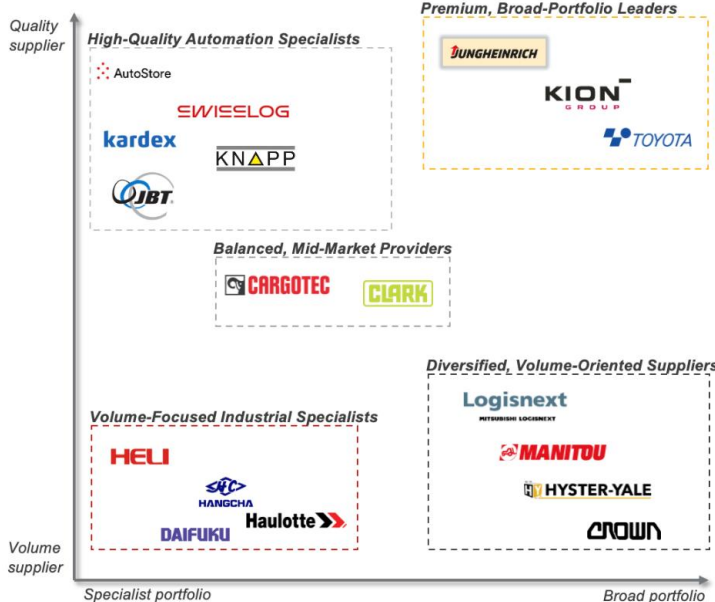 Quality
supplier
Premium, Broad-Portfolio Leaders
High-Quality Automation Specialists
JUNGHEINRICH
AutoStore
KION
GROUP
SWISSLOG
kardex
TOYOTA
KNAPP
JBT
Balanced, Mid-Market Providers
CARGOTEC
CLARK
Diversified, Volume-Oriented Suppliers
Logisnext
MITSUBISHI LOGISNEXT
Volume-Focused Industrial Specialists
MANITOU
HELI
HC
HANGCHA
HY HYSTER-YALE
Haulotte
DAIFUKU
CROWN
Volume
supplier
Specialist portfolio
Broad portfolio